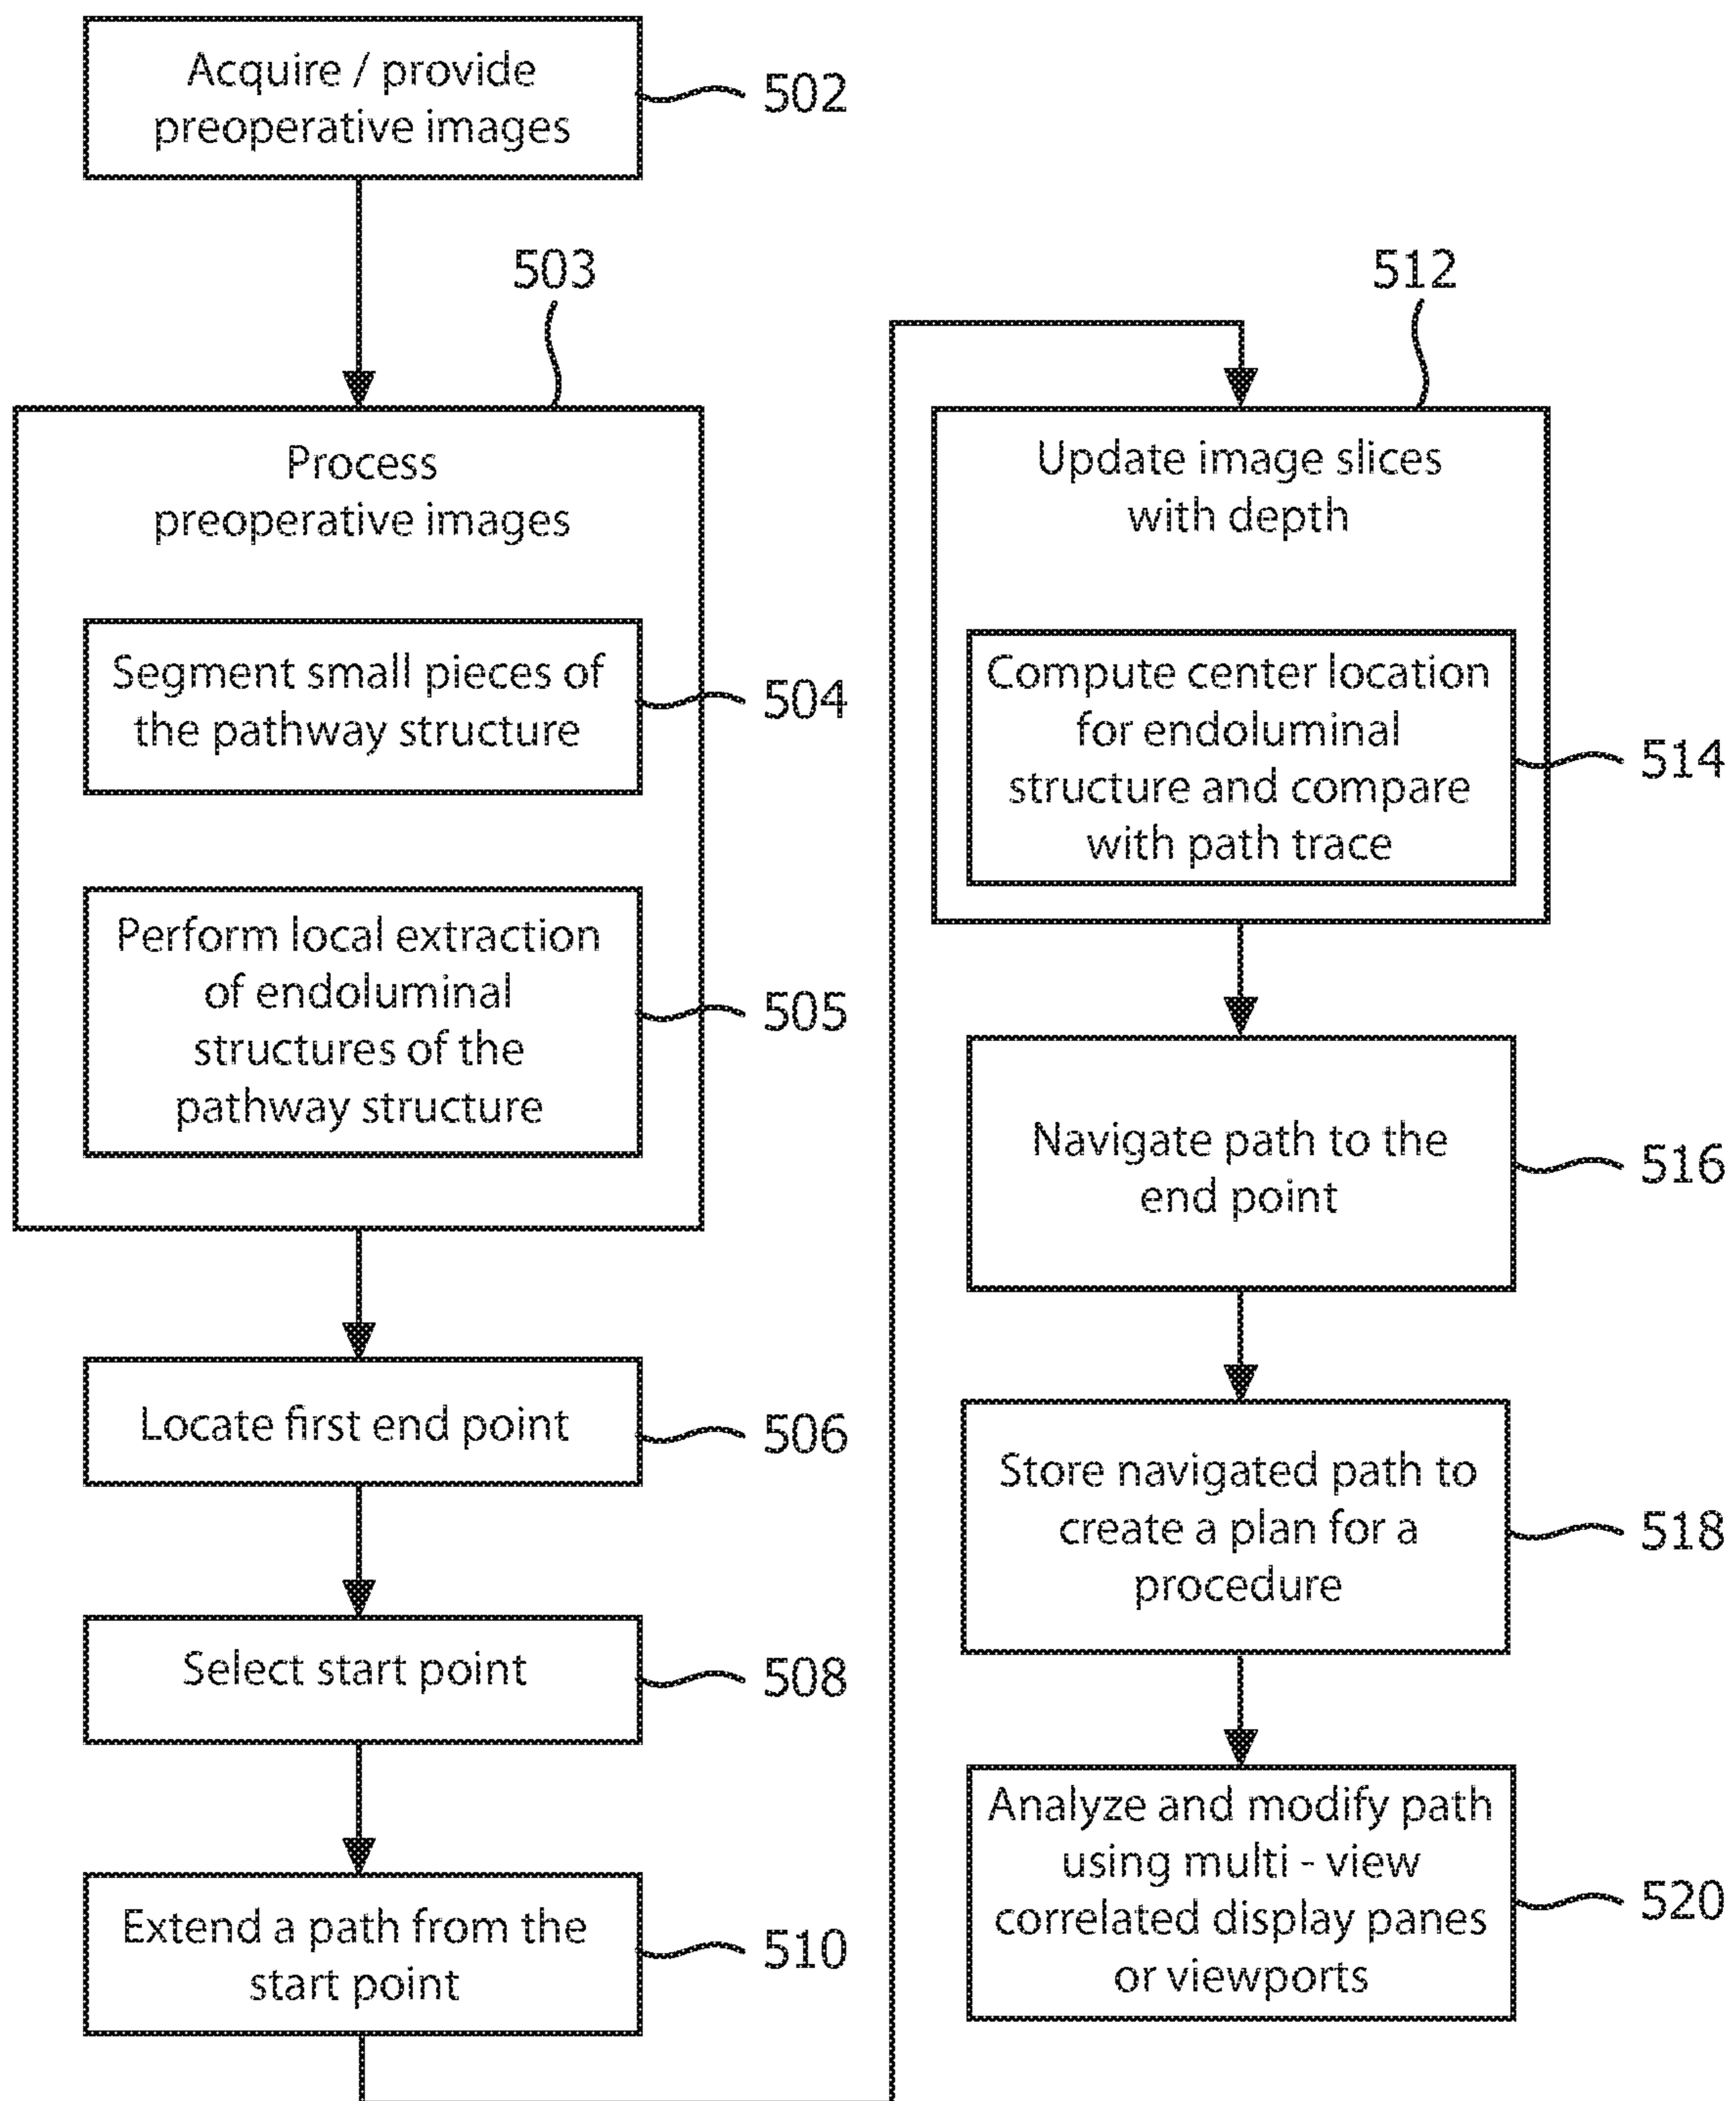 Acquire / provide
preoperative images
502
503
Process
preoperative images
Segment small pieces of
the pathway structure
504
Perform local extraction
of endoluminal
structures of the
pathway structure
505
Locate first end point
506
Select start point
508
Extend a path from the
start point
510
512
Update image slices
with depth
Compute center location
for endoluminal
structure and compare
with path trace
514
Navigate path to the
end point
516
Store navigated path to
create a plan for a
procedure
518
Analyze and modify path
using multi - view
correlated display panes
or viewports
520